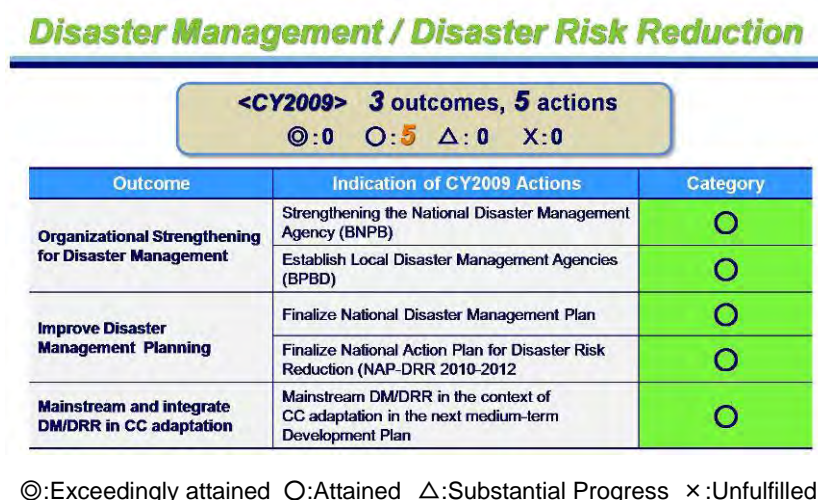 Disaster Management / Disaster Risk Reduction
<CY2009> 3 outcomes, 5 actions
◎:0 ○:5 △:0 X:0
Outcome Indication of CY2009 Actions Category
Organizational Strengthening
for Disaster Management
Strengthening the National Disaster Management
Agency (BNPB)
○
Establish Local Disaster Management Agencies
(BPBD)
○
Improve Disaster
Management Planning
Finalize National Disaster Management Plan
○
Finalize National Action Plan for Disaster Risk
Reduction (NAP-DRR 2010-2012
○
Mainstream and integrate
DM/DRR in CC adaptation
Mainstream DM/DRR in the context of
CC adaptation in the next medium-term
Development Plan
○
◎:Exceedingly attained ○:Attained △:Substantial Progress ×:Unfulfilled